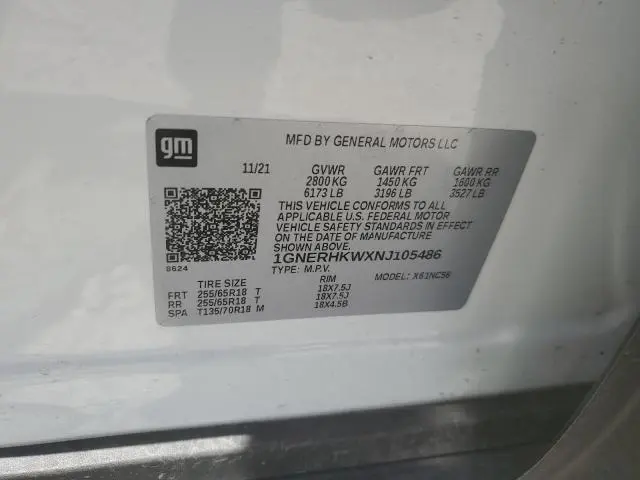 gm
MFD BY GENERAL MOTORS LLC
11/21 GVWR GAWR FRT GAWR RR
2800 KG 1450 KG 1600 KG
6173 LB 3196 LB 3527 LB
THIS VEHICLE CONFORMS TO ALL
APPLICABLE U.S. FEDERAL MOTOR
VEHICLE SAFETY STANDARDS IN EFFECT
ON THE DATE OF MANUFACTURE
SHOWN ABOVE.
1GNERHKWXNJ105486
8624 TYPE: M.P.V. MODEL: X61NC56
TIRE SIZE RIM
FRT 255/65R18 T 18X7.5J
RR 255/65R18 T 18X7.5J
SPA T135/70R18 M 18X4.5B